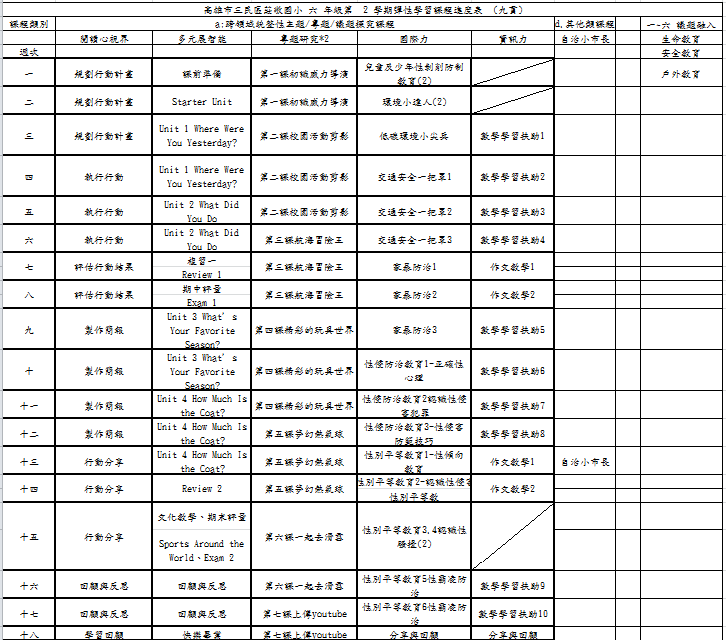 高雄市三民區莊敬國小 六 年級第 2 學期彈性學習課程進度表 (九貫)
課程類別 a:跨領域統整性主題/專題/議題探究課程 d.其他類課程 一-六 議題融入
閱讀心視界 多元展智能 專題研究*2 國際力 資訊力 自治小市長 生命教育
週次 安全教育
一 規劃行動計畫 課前準備 第一課初織威力導演 兒童及少年性剝削防制 戶外教育
教育(2)
二 規劃行動計畫 Starter Unit 第一課初織威力導演 環境小達人(2)
三 規劃行動計畫 Unit 1 Where Were 第二課校園活動剪影 低碳環境小尖兵 數學學習扶助1
You Yesterday?
四 執行行動 Unit 1 Where Were 第二課校園活動剪影 交通安全一把罩1 數學學習扶助2
You Yesterday?
五 執行行動 Unit 2 What Did 第二課校園活動剪影 交通安全一把罩2 數學學習扶助3
You Do
六 執行行動 Unit 2 What Did 第三課航海冒險王 交通安全一把罩3 數學學習扶助4
You Do
七 評估行動結果 複習一 第三課航海冒險王 家暴防治1 作文教學1
Review 1
八 評估行動結果 期中評量 第三課航海冒險王 家暴防治2 作文教學2
Exam 1
九 製作簡報 Unit 3 What's 第四課精彩的玩具世界 家暴防治3 數學學習扶助5
Your Favorite
Season?
十 製作簡報 Unit 3 What's 第四課精彩的玩具世界 性侵防治教育1-正確性 數學學習扶助6
Your Favorite 心理
Season?
十一 製作簡報 Unit 4 How Much Is 第四課精彩的玩具世界 性侵防治教育2認識性侵 數學學習扶助7
the Coat? 害犯罪
十二 製作簡報 Unit 4 How Much Is 第五課夢幻熱氣球 性侵防治教育3-性侵害 數學學習扶助8
the Coat? 防範技巧
十三 行動分享 Unit 4 How Much Is 第五課夢幻熱氣球 性別平等教育1-性傾向 作文教學1 自治小市長
the Coat? 教育
十四 行動分享 Review 2 第五課夢幻熱氣球 性別平等教育2-認識性侵害 作文教學2
性別平等教
十五 行動分享 文化教學、期末評量 第六課一起去滑雪 性別平等教育3,4認識性
Sports Around the 騷擾(2)
World、Exam 2
十六 回顧與反思 回顧與反思 第六課一起去滑雪 性別平等教育5性霸凌防 數學學習扶助9
治
十七 回顧與反思 回顧與反思 第七課上傳youtube 性別平等教育6性霸凌防 數學學習扶助10
治
十八 學習回顧 快樂畢業 第七課上傳youtube 分享與回顧 分享與回顧